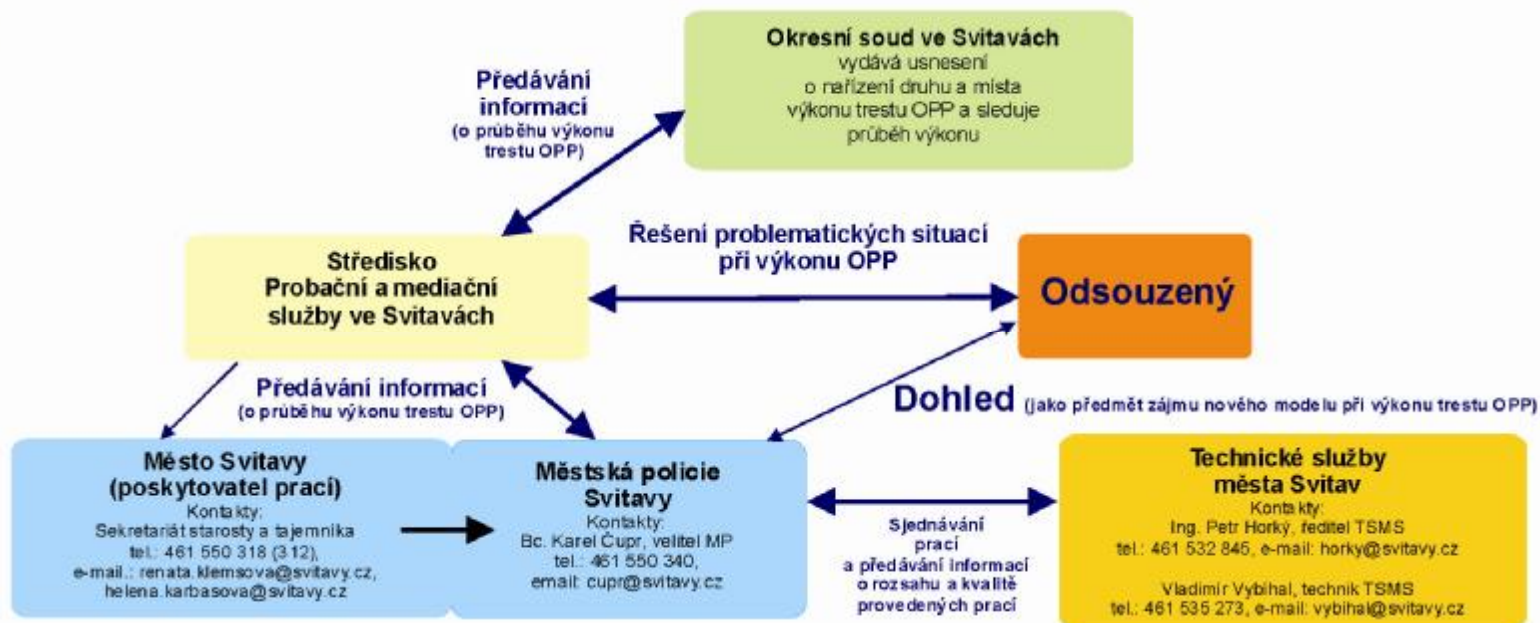 Okresní soud ve Svitavách
vydává usnesení
o nařízení druhu a místa
výkonu trestu OPP a sleduje
průběh výkonu
Předávání
informací
(o průběhu výkonu
trestu OPP)
Středisko
Probační a mediační
služby ve Svitavách
Řešení problematických situací
při výkonu OPP
Odsouzený
Předávání informací
(o průběhu výkonu trestu OPP)
Dohled (jako předmět zájmu nového modelu při výkonu trestu OPP)
Město Svitavy
(poskytovatel prací)
Kontakty:
Sekretariát starosty a tajemníka
tel.: 461 550 318 (312),
e-mail.: renata.klemsova@svitavy.cz,
helena.karbasova@svitavy.cz
Městská policie
Svitavy
Kontakty:
Bc. Karel Čupr, velitel MP
tel.: 461 550 340,
email: cupr@svitavy.cz
Sjednávání
prací
a předávání informací
o rozsahu a kvalitě
provedených prací
Technické služby
města Svitav
Kontakty:
Ing. Petr Horký, ředitel TSMS
tel.: 461 532 845, e-mail: horky@svitavy.cz
Vladimír Vybíhal, technik TSMS
tel.: 461 535 273, e-mail: vybihal@svitavy.cz